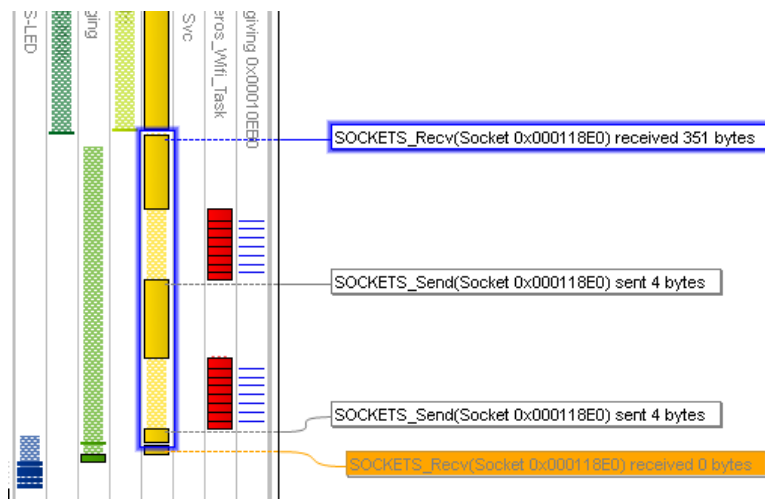 S-LED
ging
Svc
eros_Wifi_Task
giving 0x00010EB0
SOCKETS_Recv(Socket 0x000118E0) received 351 bytes
SOCKETS_Send(Socket 0x000118E0) sent 4 bytes
SOCKETS_Send(Socket 0x000118E0) sent 4 bytes
SOCKETS_Recv(Socket 0x000118E0) received 0 bytes